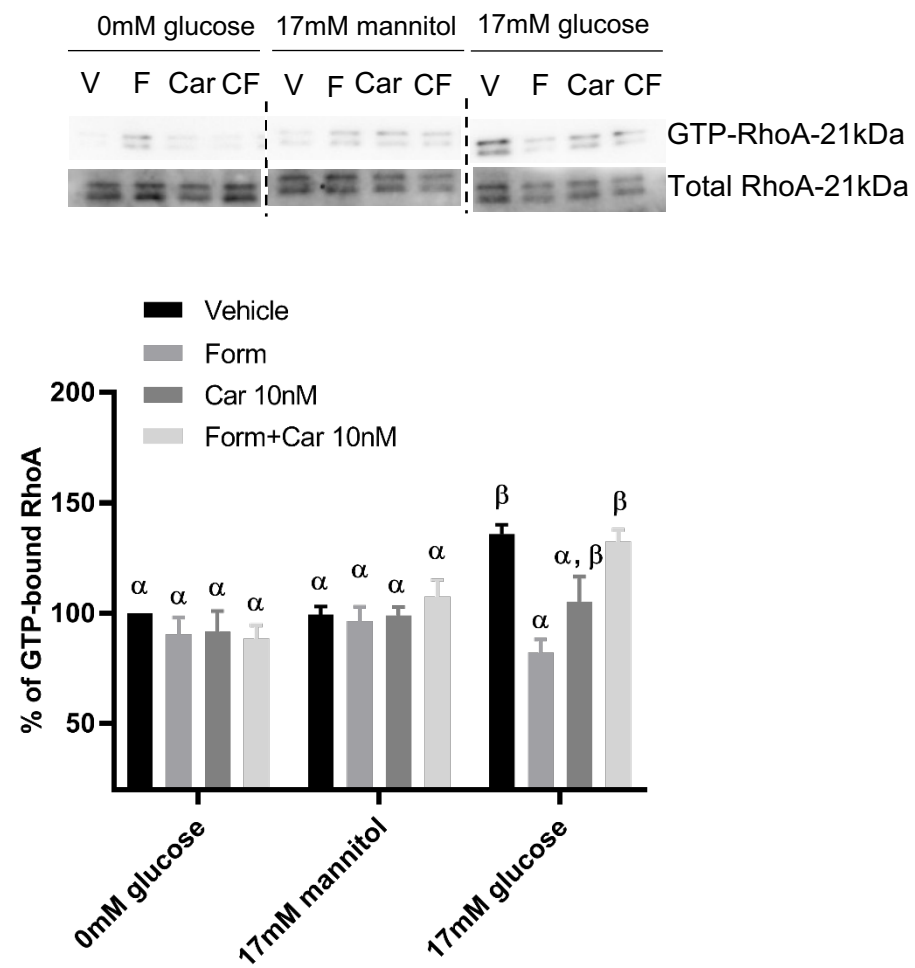 0mM glucose 17mM mannitol 17mM glucose
V F Car CF V F Car CF V F Car CF
GTP-RhoA-21kDa
Total RhoA-21kDa
Vehicle
Form
Car 10nM
Form+Car 10nM
% of GTP-bound RhoA
200
150
100
50
α α α α α α α α β α α, β β
0mM glucose 17mM mannitol 17mM glucose